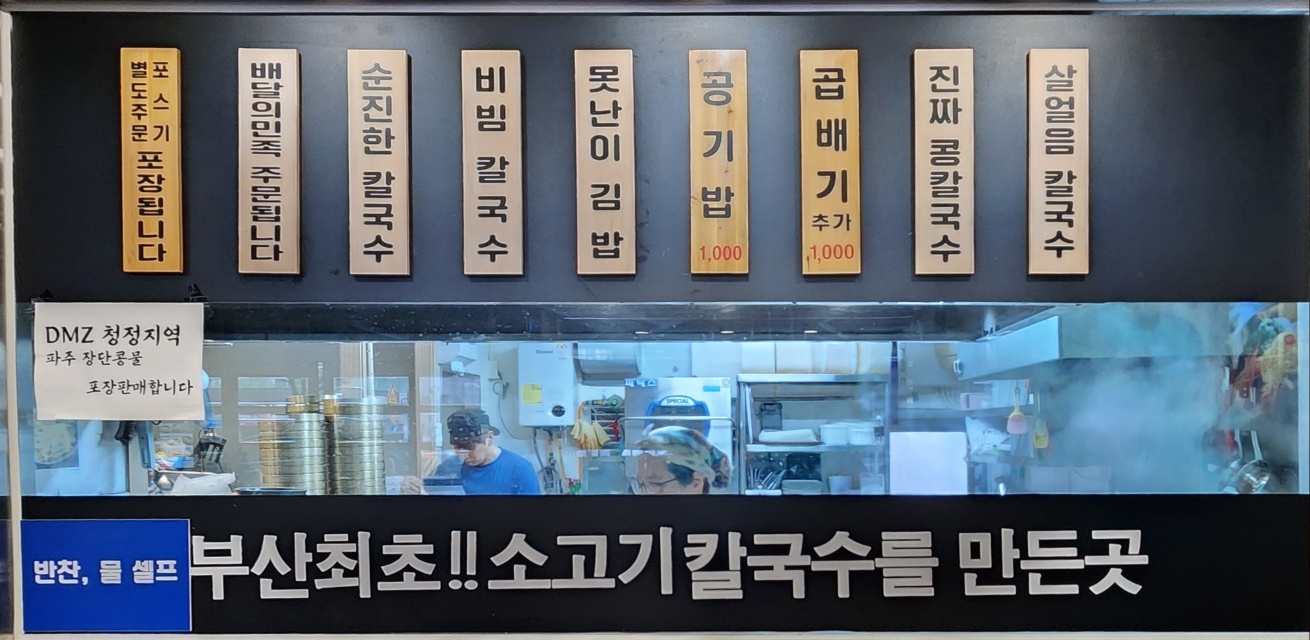 포스기
별도주문 포장됩니다
배달의민족 주문됩니다
순진한 칼국수
비빔 칼국수
못난이 김밥
공기밥
1,000
곱배기
추가
1,000
진짜 콩칼국수
살얼음 칼국수
DMZ 청정지역
파주 장단콩물
포장판매합니다
SPECIAL
반찬, 물 셀프
부산최초!! 소고기칼국수를 만든곳